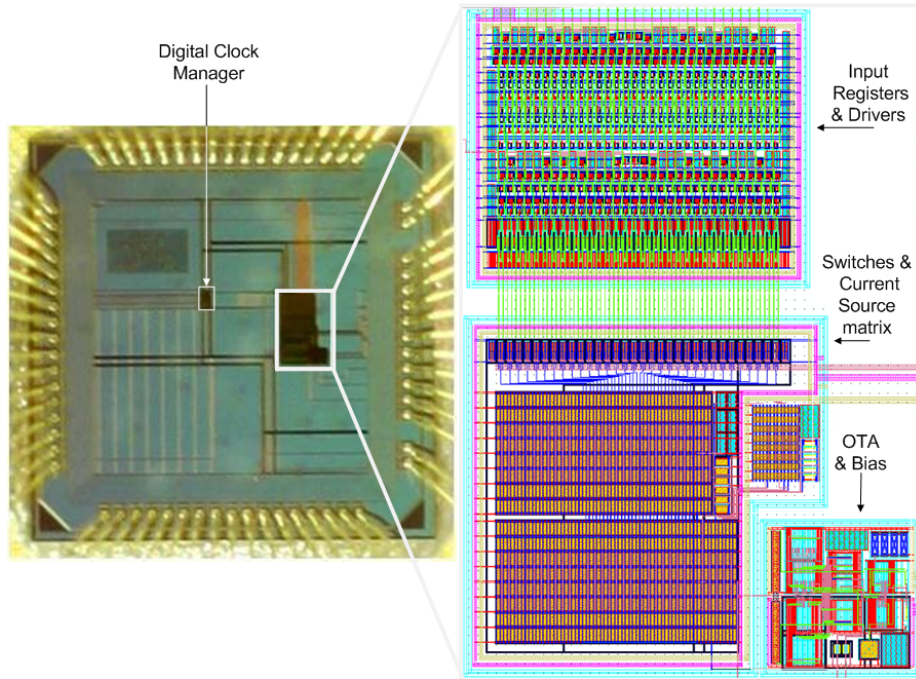 Digital Clock
Manager
Input
Registers
& Drivers
Switches &
Current
Source
matrix
OTA
& Bias